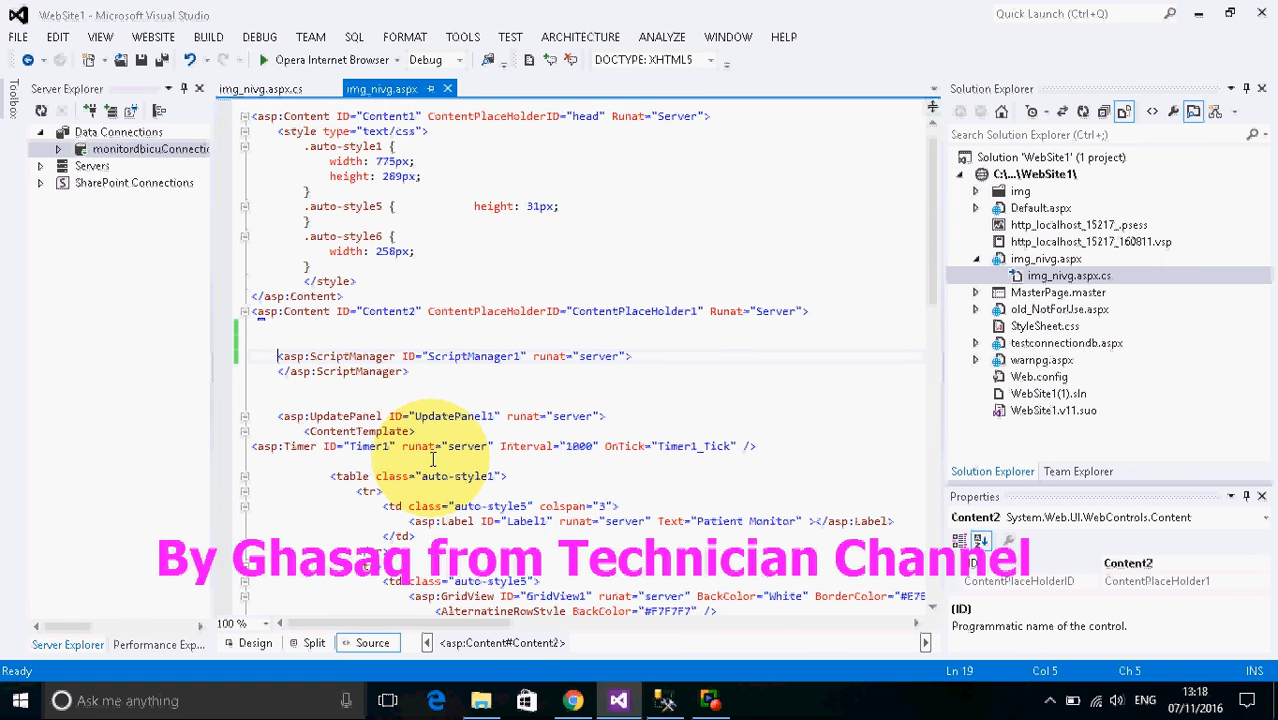 WebSite1 - Microsoft Visual Studio
Quick Launch (Ctrl+Q)
FILE EDIT VIEW WEBSITE BUILD DEBUG TEAM SQL FORMAT TOOLS TEST ARCHITECTURE ANALYZE WINDOW HELP
Opera Internet Browser Debug DOCTYPE: XHTML5
Toolbox
Server Explorer
Data Connections
monitordbicuConnectio
Servers
SharePoint Connections
Server Explorer Performance Exp...
img_nivg.aspx.cs img_nivg.aspx
<asp:Content ID="Content1" ContentPlaceHolderID="head" Runat="Server">
<style type="text/css">
.auto-style1 {
width: 775px;
height: 289px;
}
.auto-style5 { height: 31px;
}
.auto-style6 {
width: 258px;
}
</style>
</asp:Content>
<asp:Content ID="Content2" ContentPlaceHolderID="ContentPlaceHolder1" Runat="Server">
<asp:ScriptManager ID="ScriptManager1" runat="server">
</asp:ScriptManager>
<asp:UpdatePanel ID="UpdatePanel1" runat="server">
<ContentTemplate>
<asp:Timer ID="Timer1" runat="server" Interval="1000" OnTick="Timer1_Tick" />
<table class="auto-style1">
<tr>
<td class="auto-style5" colspan="3">
<asp:Label ID="Label1" runat="server" Text="Patient Monitor" ></asp:Label>
</td>
By Ghasaq from Technician Channel
<td class="auto-style5">
<asp:GridView ID="GridView1" runat="server" BackColor="White" BorderColor="#E7E
<AlternatingRowStyle BackColor="#F7F7F7" />
100 %
Design Split Source <asp:Content#Content2>
Solution Explorer
Search Solution Explorer (Ctrl+;)
Solution 'WebSite1' (1 project)
C:\...\WebSite1\
img
Default.aspx
http_localhost_15217_.psess
http_localhost_15217_160811.vsp
img_nivg.aspx
img_nivg.aspx.cs
MasterPage.master
old_NotForUs.aspx
StyleSheet.css
testconnectiondb.aspx
warnpg.aspx
Web.config
WebSite1(1).sln
WebSite1.v11.suo
Solution Explorer Team Explorer
Properties
Content2 System.Web.UI.WebControls.Content
(ID) Content2
ContentPlaceHolderID ContentPlaceHolder1
(ID)
Programmatic name of the control.
Ready Ln 19 Col 5 Ch 5 INS
Ask me anything
ENG
13:18
07/11/2016